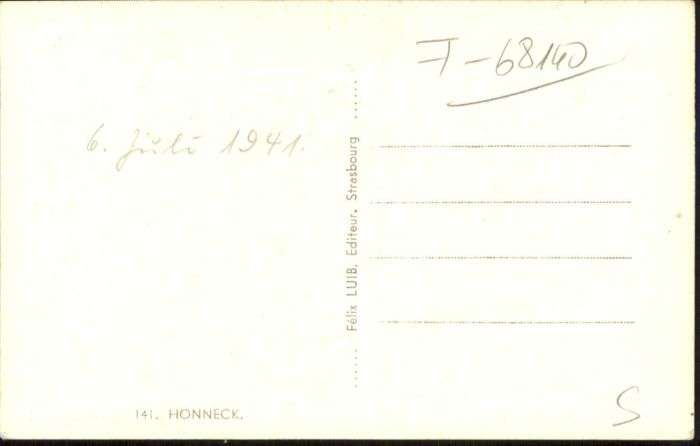 F-68140
6. Juli 1941.
Félix LUIB. Editeur. Strasbourg
141. HONNECK.
S